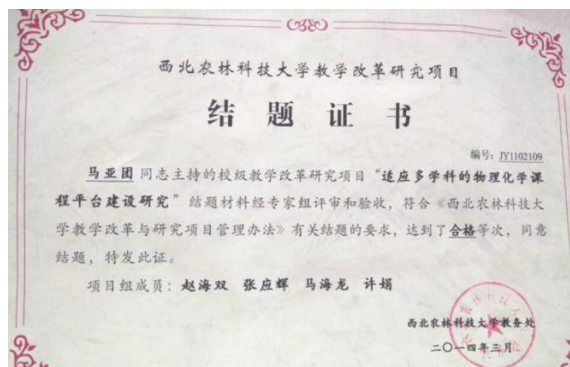 西北农林科技大学教学改革研究项目
结题证书
编号：JY1102109
马亚团同志主持的校级教学改革研究项目“适应多学科的物理化学课
程平台建设研究”结题材料经专家组评审和验收，符合《西北农林科技大
学教学改革与研究项目管理办法》有关结题的要求，达到了合格等次，同意
结题，特发此证。
项目组成员：赵海双 张应辉 马海龙 许娟
西北农林科技大学教务处
二〇一四年三月